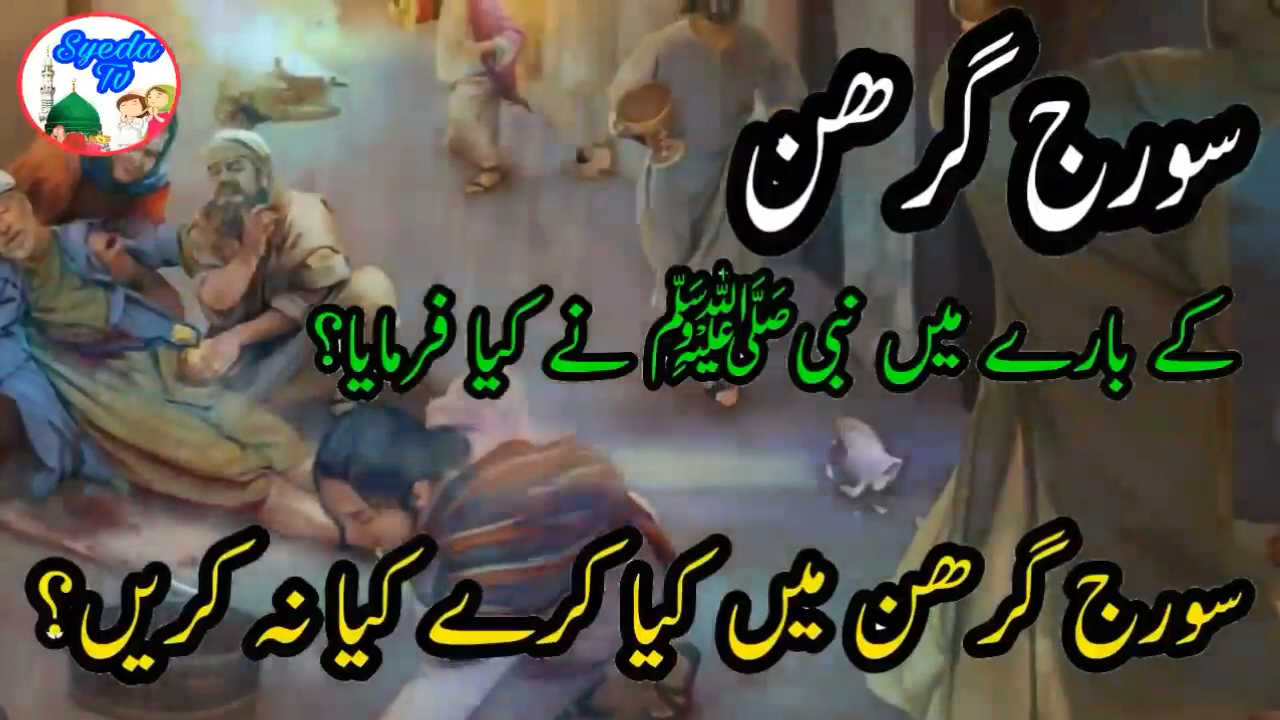 Syeda
Tv
سورج گرھن
کے بارے میں نبی ﷺ نے کیا فرمایا؟
سورج گرھن میں کیا کرے کیا نہ کریں؟